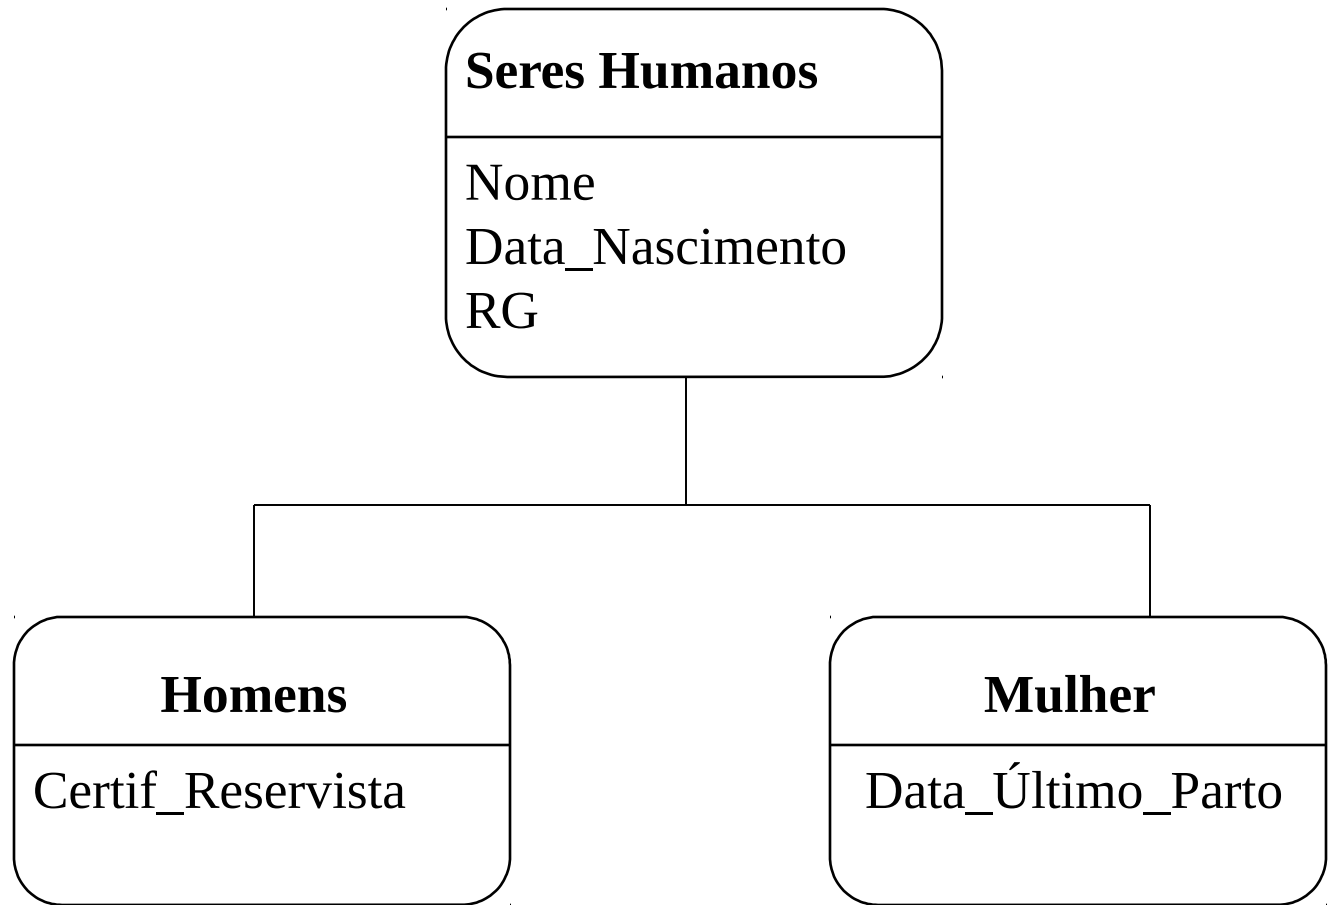 Seres Humanos
Nome
Data_Nascimento
RG
Homens
Certif_Reservista
Mulher
Data_Último_Parto